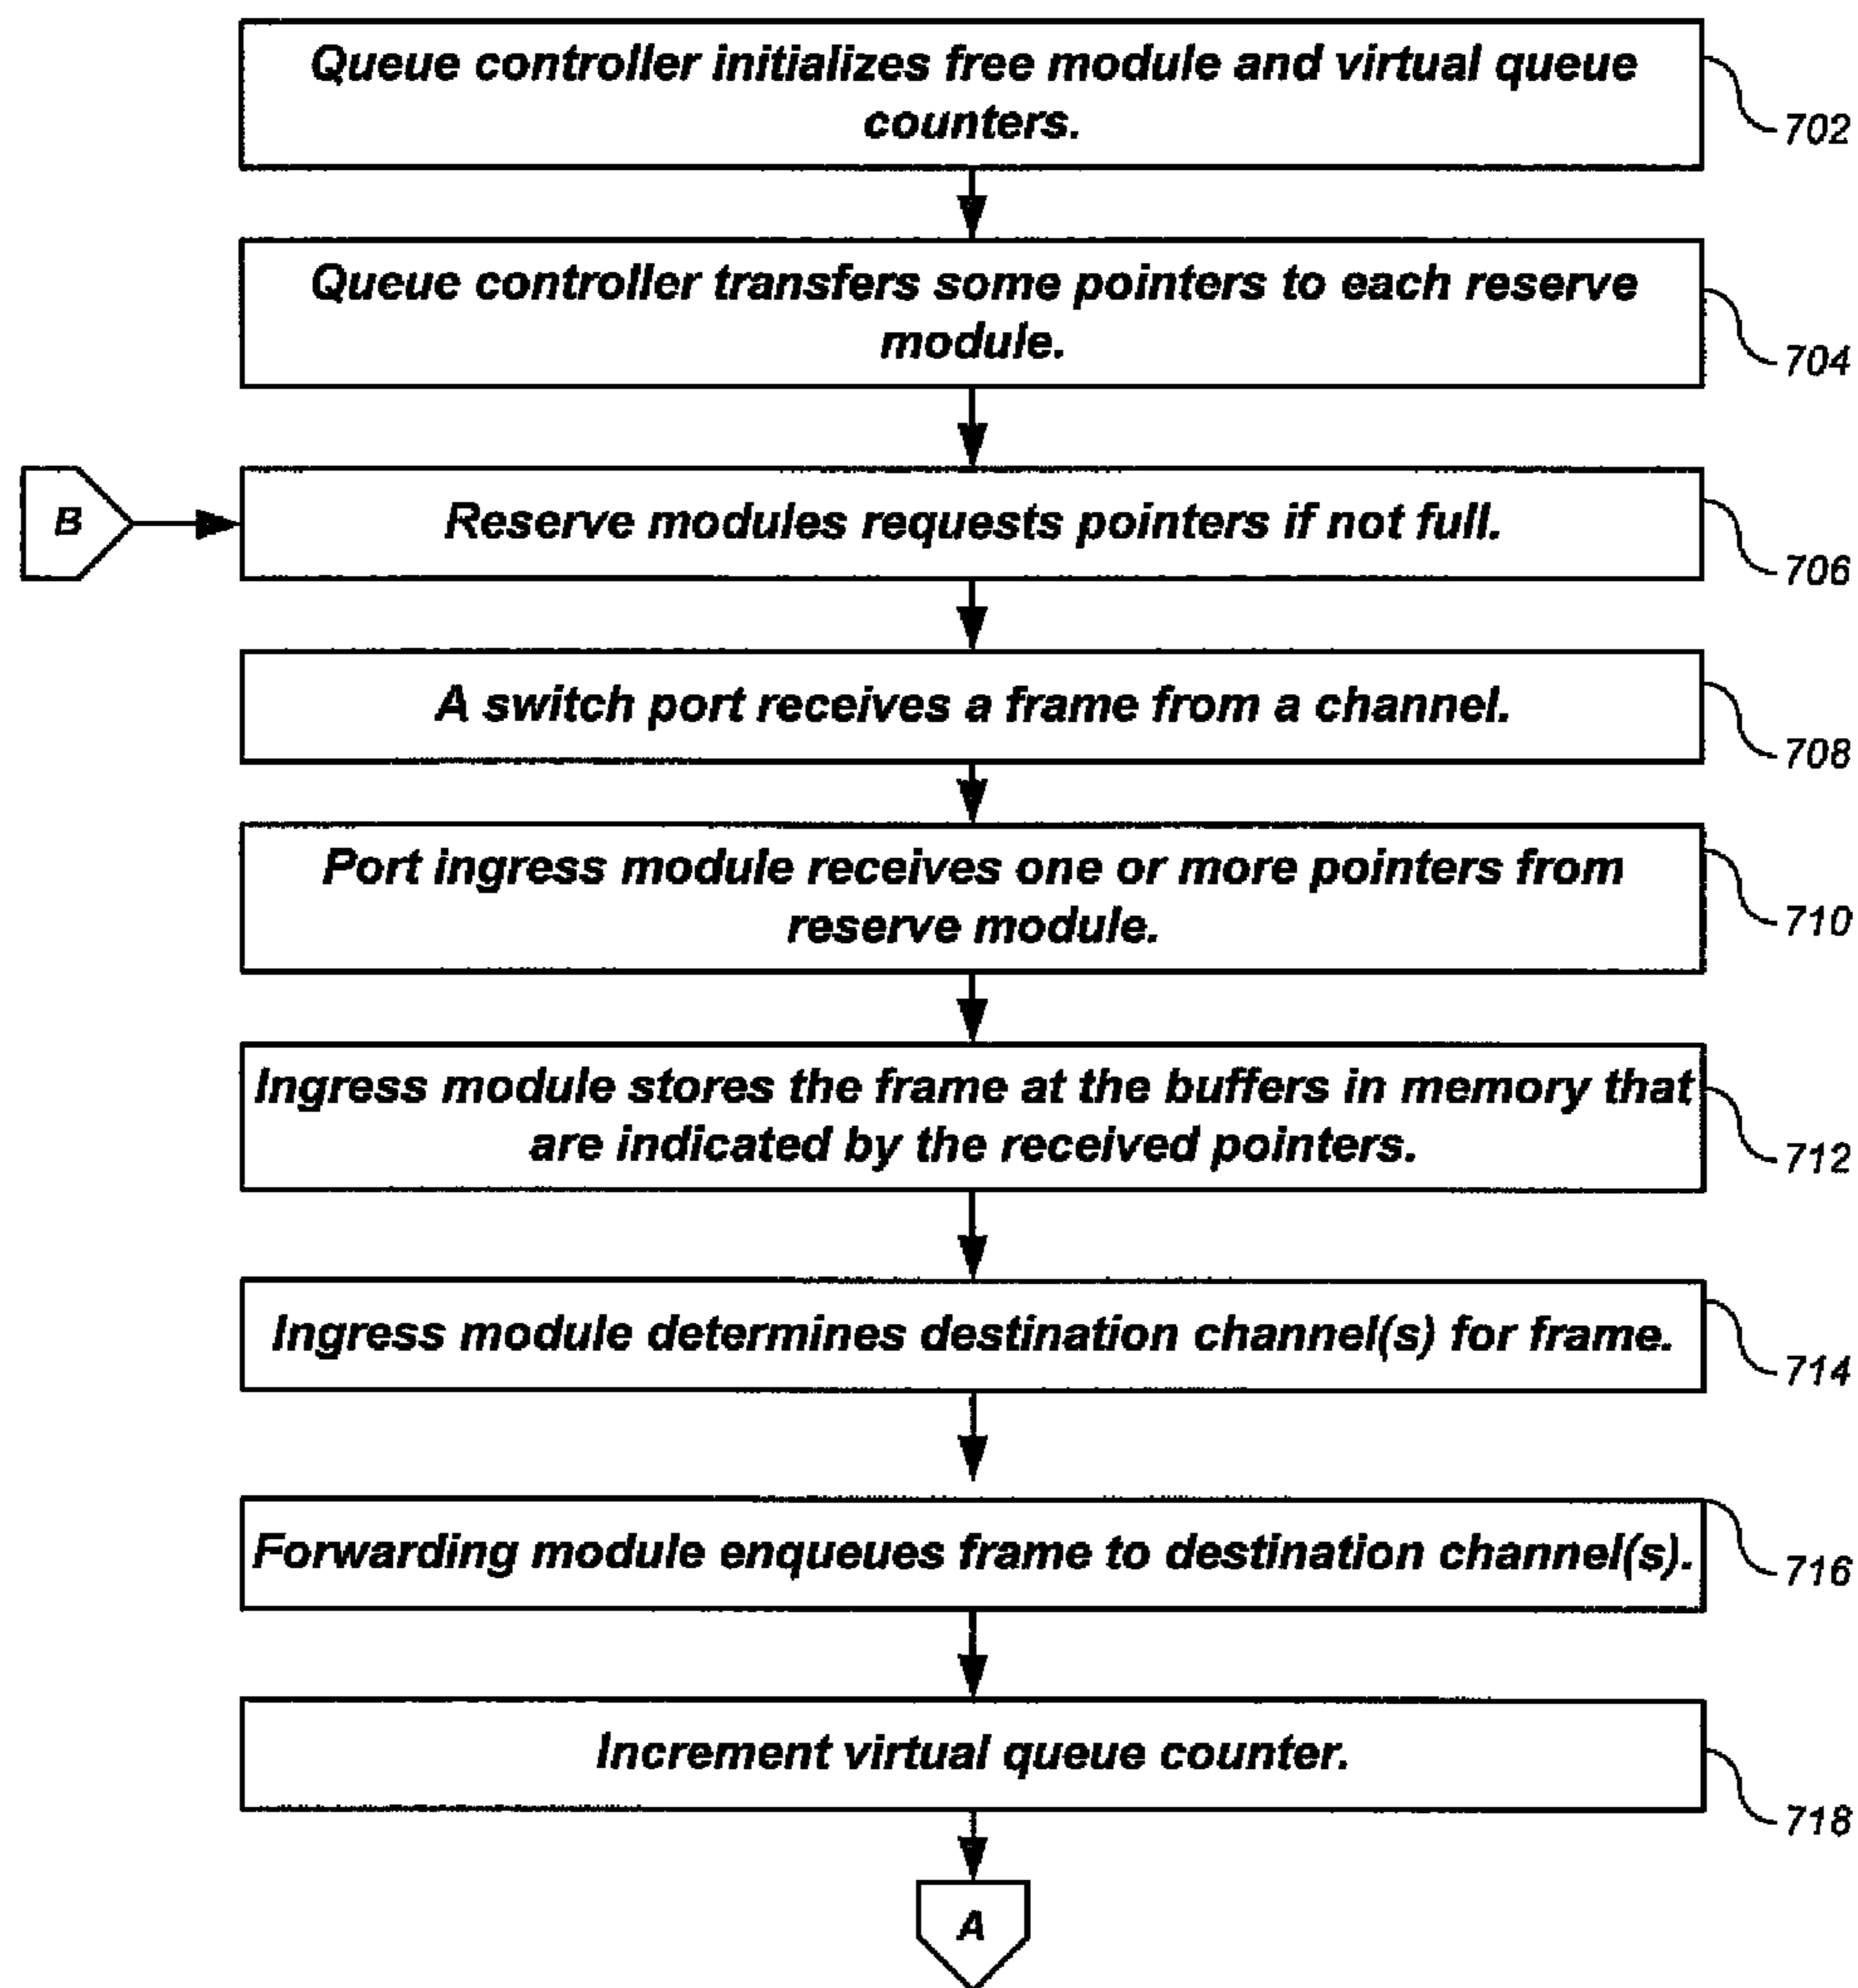 Queue controller initializes free module and virtual queue
counters.
702
Queue controller transfers some pointers to each reserve
module.
704
B
Reserve modules requests pointers if not full.
706
A switch port receives a frame from a channel.
708
Port ingress module receives one or more pointers from
reserve module.
710
Ingress module stores the frame at the buffers in memory that
are indicated by the received pointers.
712
Ingress module determines destination channel(s) for frame.
714
Forwarding module enqueues frame to destination channel(s).
716
Increment virtual queue counter.
718
A